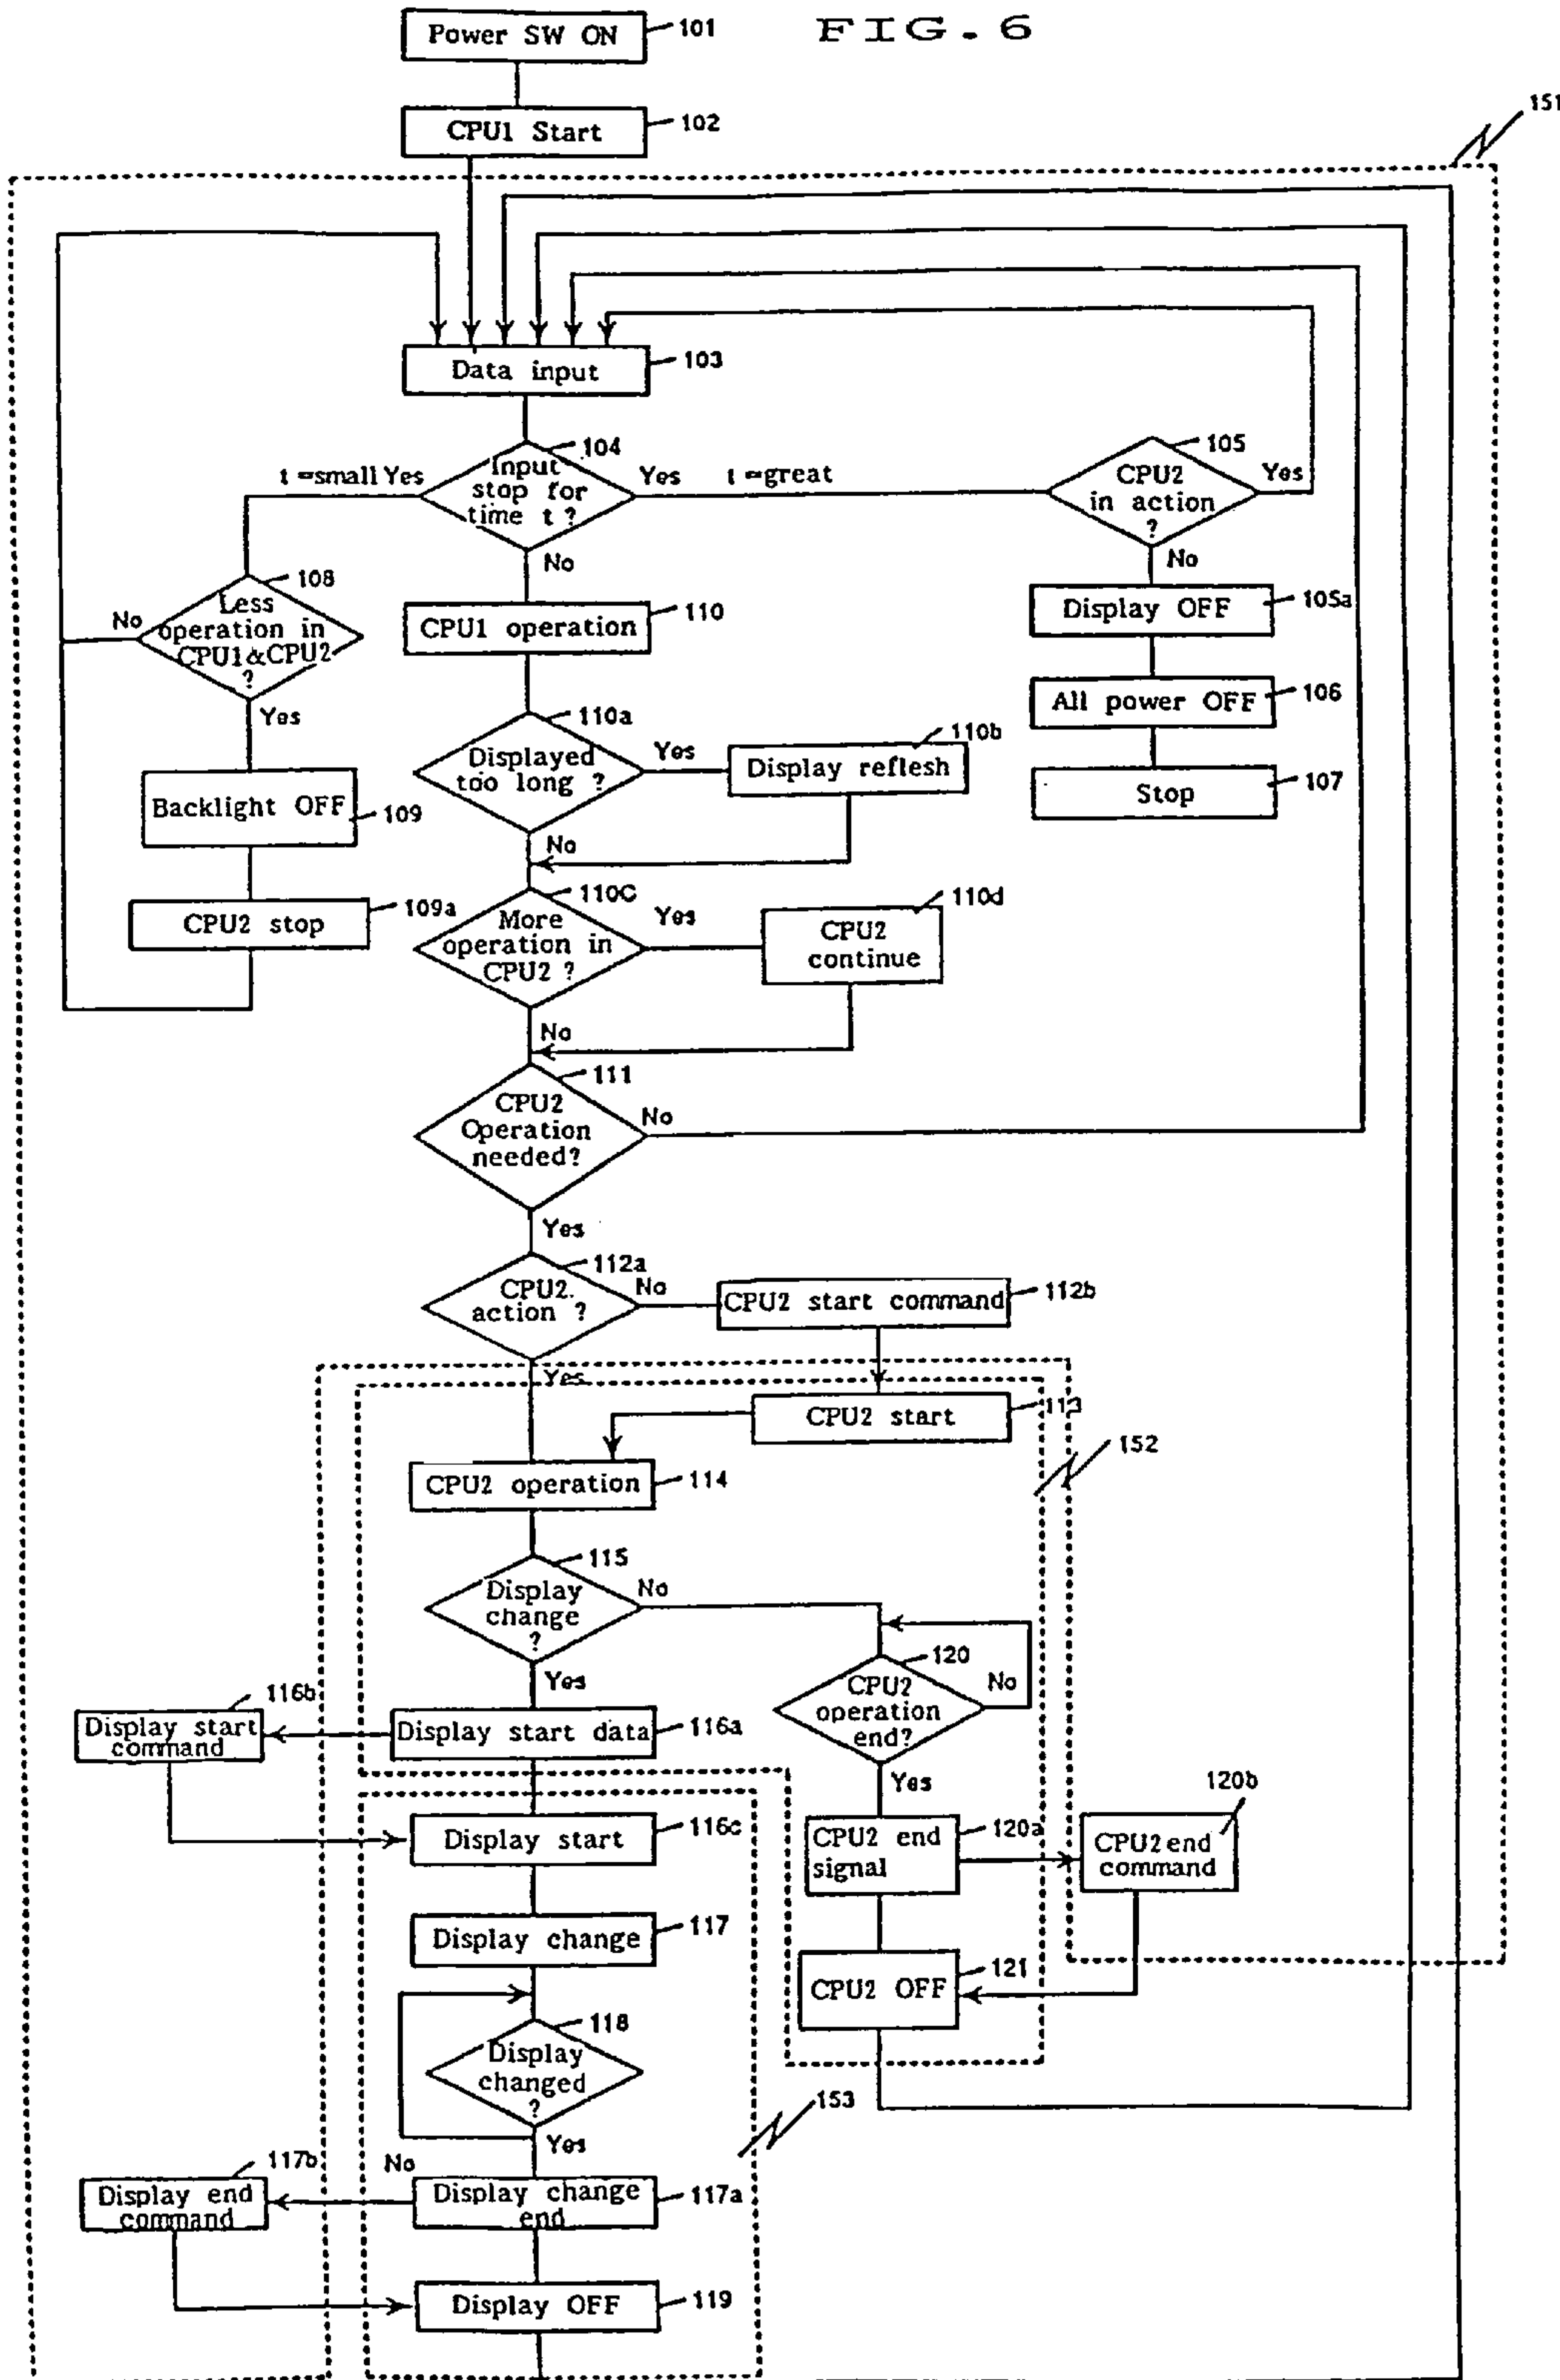 FIG. 6
Power SW ON
101
CPU1 Start
102
151
Data input
103
104
Input
stop for
time t ?
t =small Yes
Yes
t =great
No
105
CPU2
in action
?
Yes
No
Display OFF
105a
All power OFF
106
Stop
107
108
Less
operation in
CPU1&CPU2
?
No
Yes
Backlight OFF
109
CPU2 stop
109a
CPU1 operation
110
110a
Displayed
too long ?
Yes
110b
Display reflesh
No
110C
More
operation in
CPU2 ?
Yes
110d
CPU2
continue
No
111
CPU2
Operation
needed?
No
Yes
112a
CPU2.
action ?
No
CPU2 start command
112b
Yes
CPU2 start
113
152
CPU2 operation
114
115
Display
change
?
No
Yes
120
CPU2
operation
end?
No
Yes
116b
Display start
command
Display start data
116a
Display start
116c
CPU2 end
signal
120a
120b
CPU2 end
command
Display change
117
CPU2 OFF
121
118
Display
changed
?
Yes
No
153
117b
Display end
command
Display change
end
117a
Display OFF
119